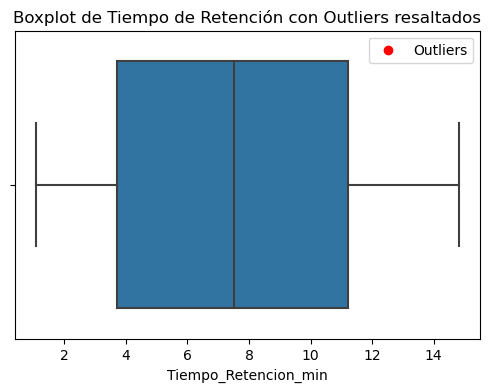 Boxplot de Tiempo de Retención con Outliers resaltados
Outliers
2 4 6 8 10 12 14
Tiempo_Retencion_min